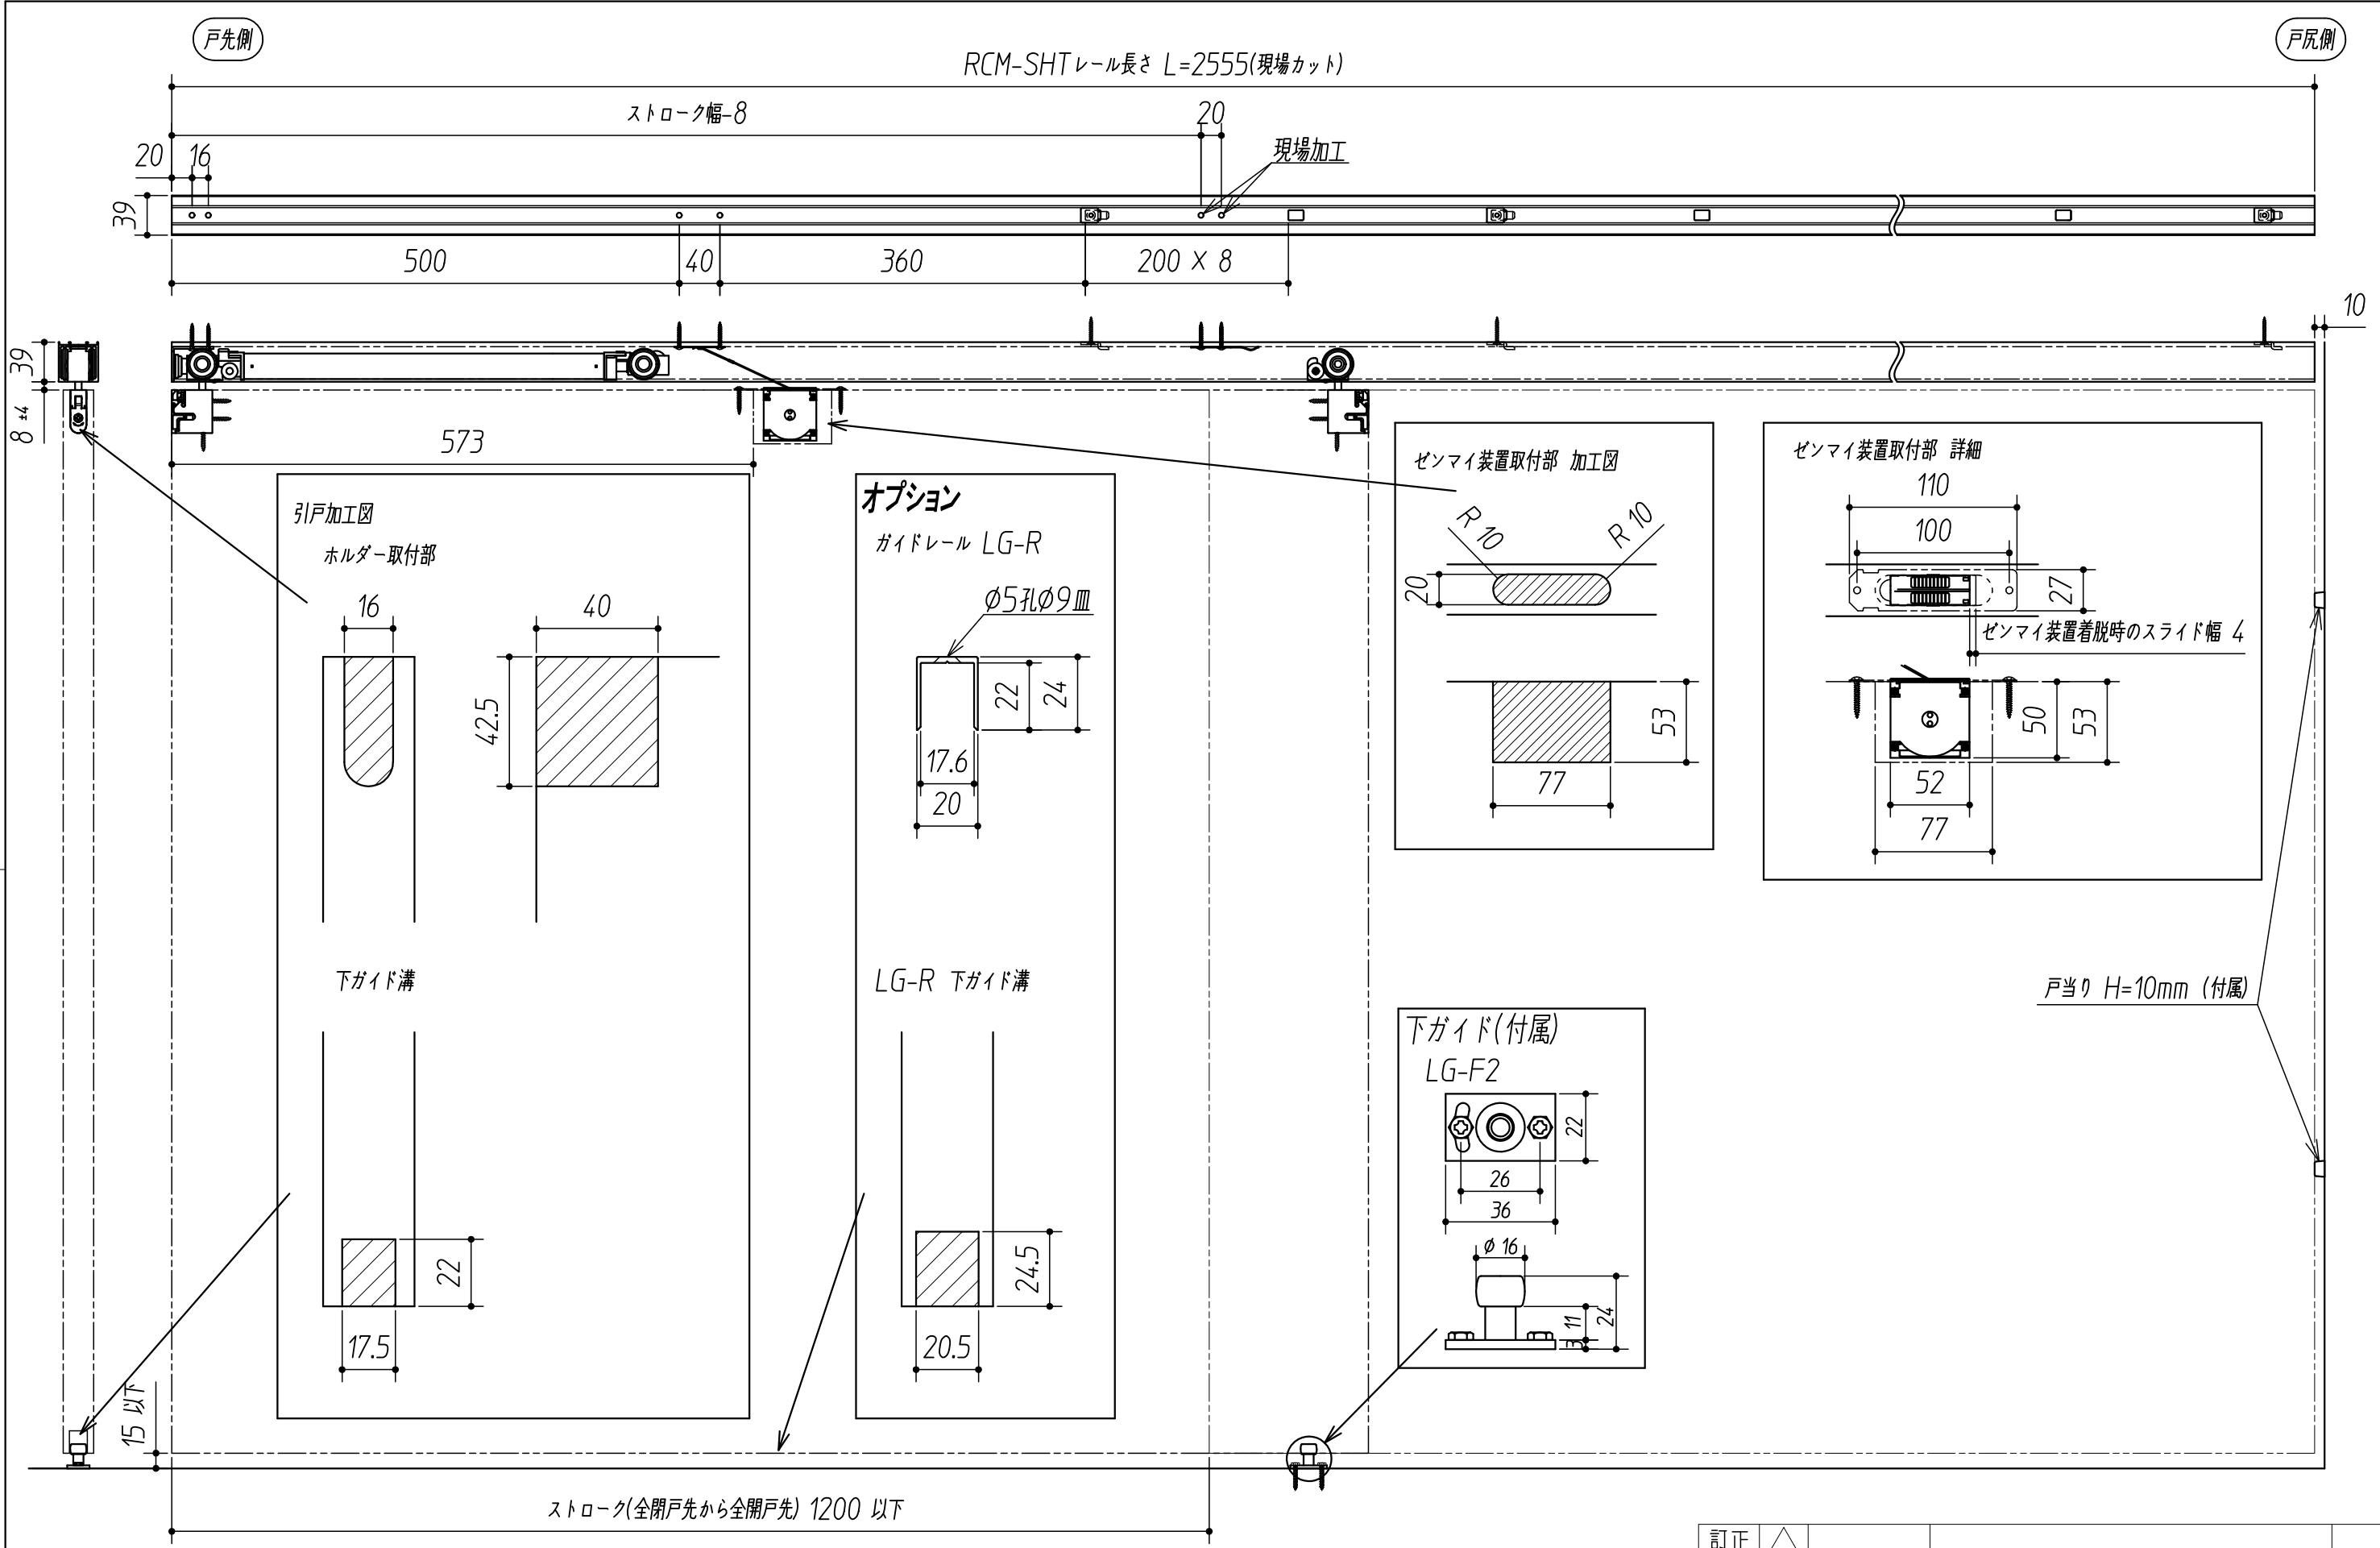 戸先側
戸尻側
RCM-SHTレール長さ L=2555(現場カット)
ストローク幅-8
20
20
16
現場加工
39
500
40
360
200 × 8
10
39
8 ±4
573
引戸加工図
ホルダー取付部
16
40
42.5
下ガイド溝
22
17.5
オプション
ガイドレール LG-R
φ5孔φ9皿
22
24
17.6
20
LG-R 下ガイド溝
24.5
20.5
ゼンマイ装置取付部 加工図
R 10
R 10
20
53
77
ゼンマイ装置取付部 詳細
110
100
27
ゼンマイ装置着脱時のスライド幅 4
50
53
52
77
戸当り H=10mm (付属)
下ガイド(付属)
LG-F2
22
26
36
φ 16
11
24
3
15 以下
ストローク(全閉戸先から全開戸先) 1200 以下
訂正